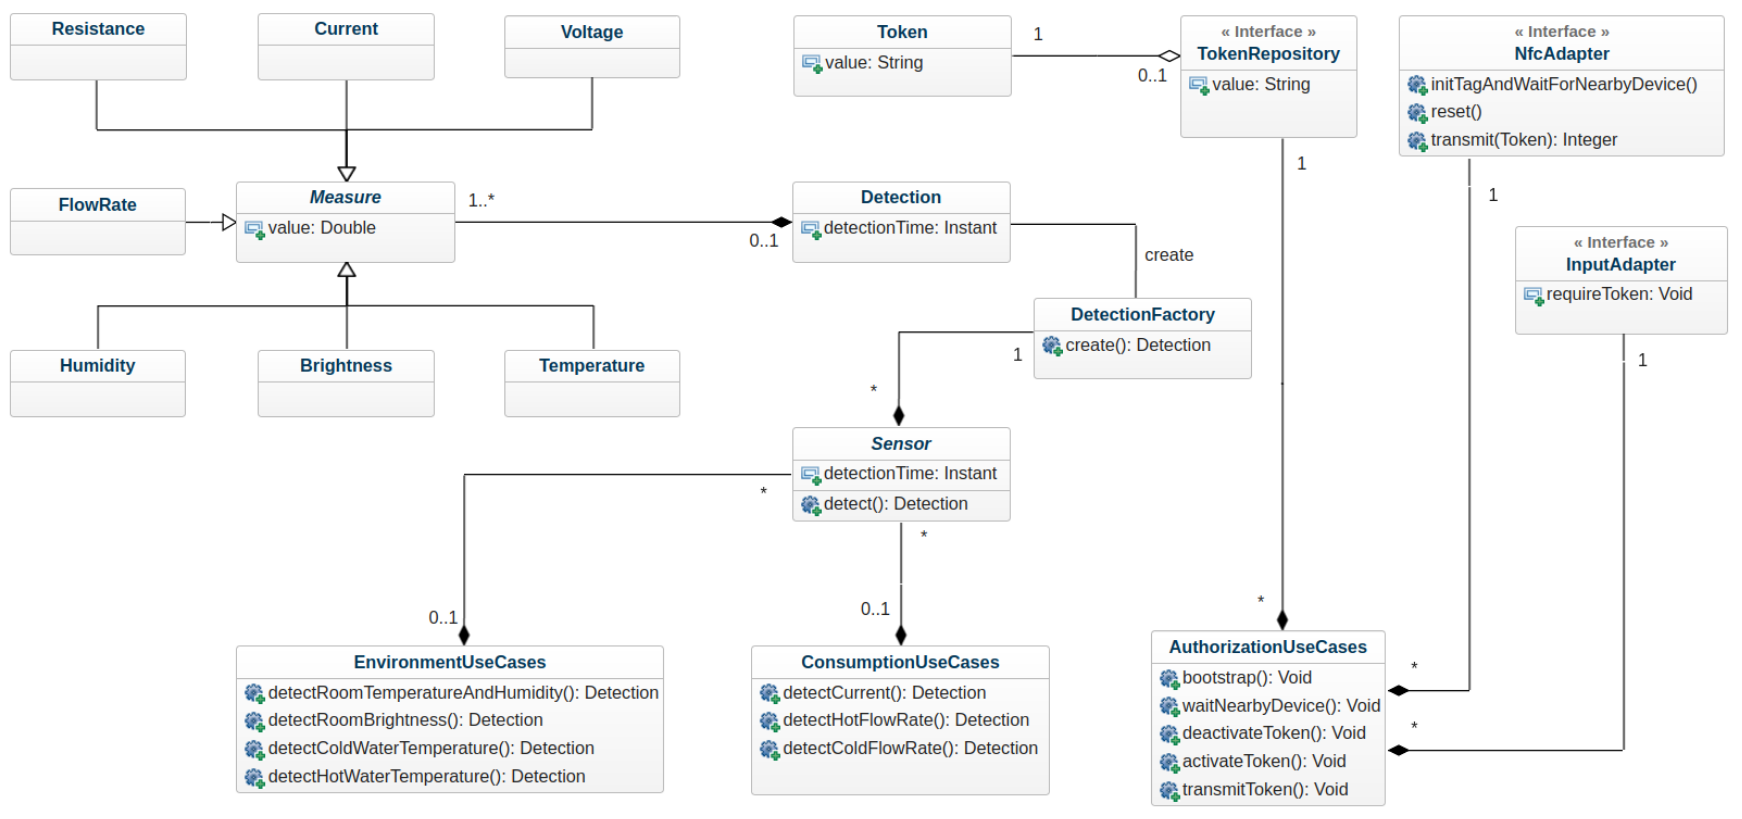 Resistance
Current
Voltage
Token
value: String
1
0..1
« Interface »
TokenRepository
value: String
« Interface »
NfcAdapter
initTagAndWaitForNearbyDevice()
reset()
transmit(Token): Integer
1
1
FlowRate
Measure
value: Double
1..*
0..1
Detection
detectionTime: Instant
create
« Interface »
InputAdapter
requireToken: Void
1
DetectionFactory
create(): Detection
1
*
Humidity
Brightness
Temperature
Sensor
detectionTime: Instant
detect(): Detection
*
*
0..1
0..1
*
EnvironmentUseCases
detectRoomTemperatureAndHumidity(): Detection
detectRoomBrightness(): Detection
detectColdWaterTemperature(): Detection
detectHotWaterTemperature(): Detection
ConsumptionUseCases
detectCurrent(): Detection
detectHotFlowRate(): Detection
detectColdFlowRate(): Detection
AuthorizationUseCases
bootstrap(): Void
waitNearbyDevice(): Void
deactivateToken(): Void
activateToken(): Void
transmitToken(): Void
*
*